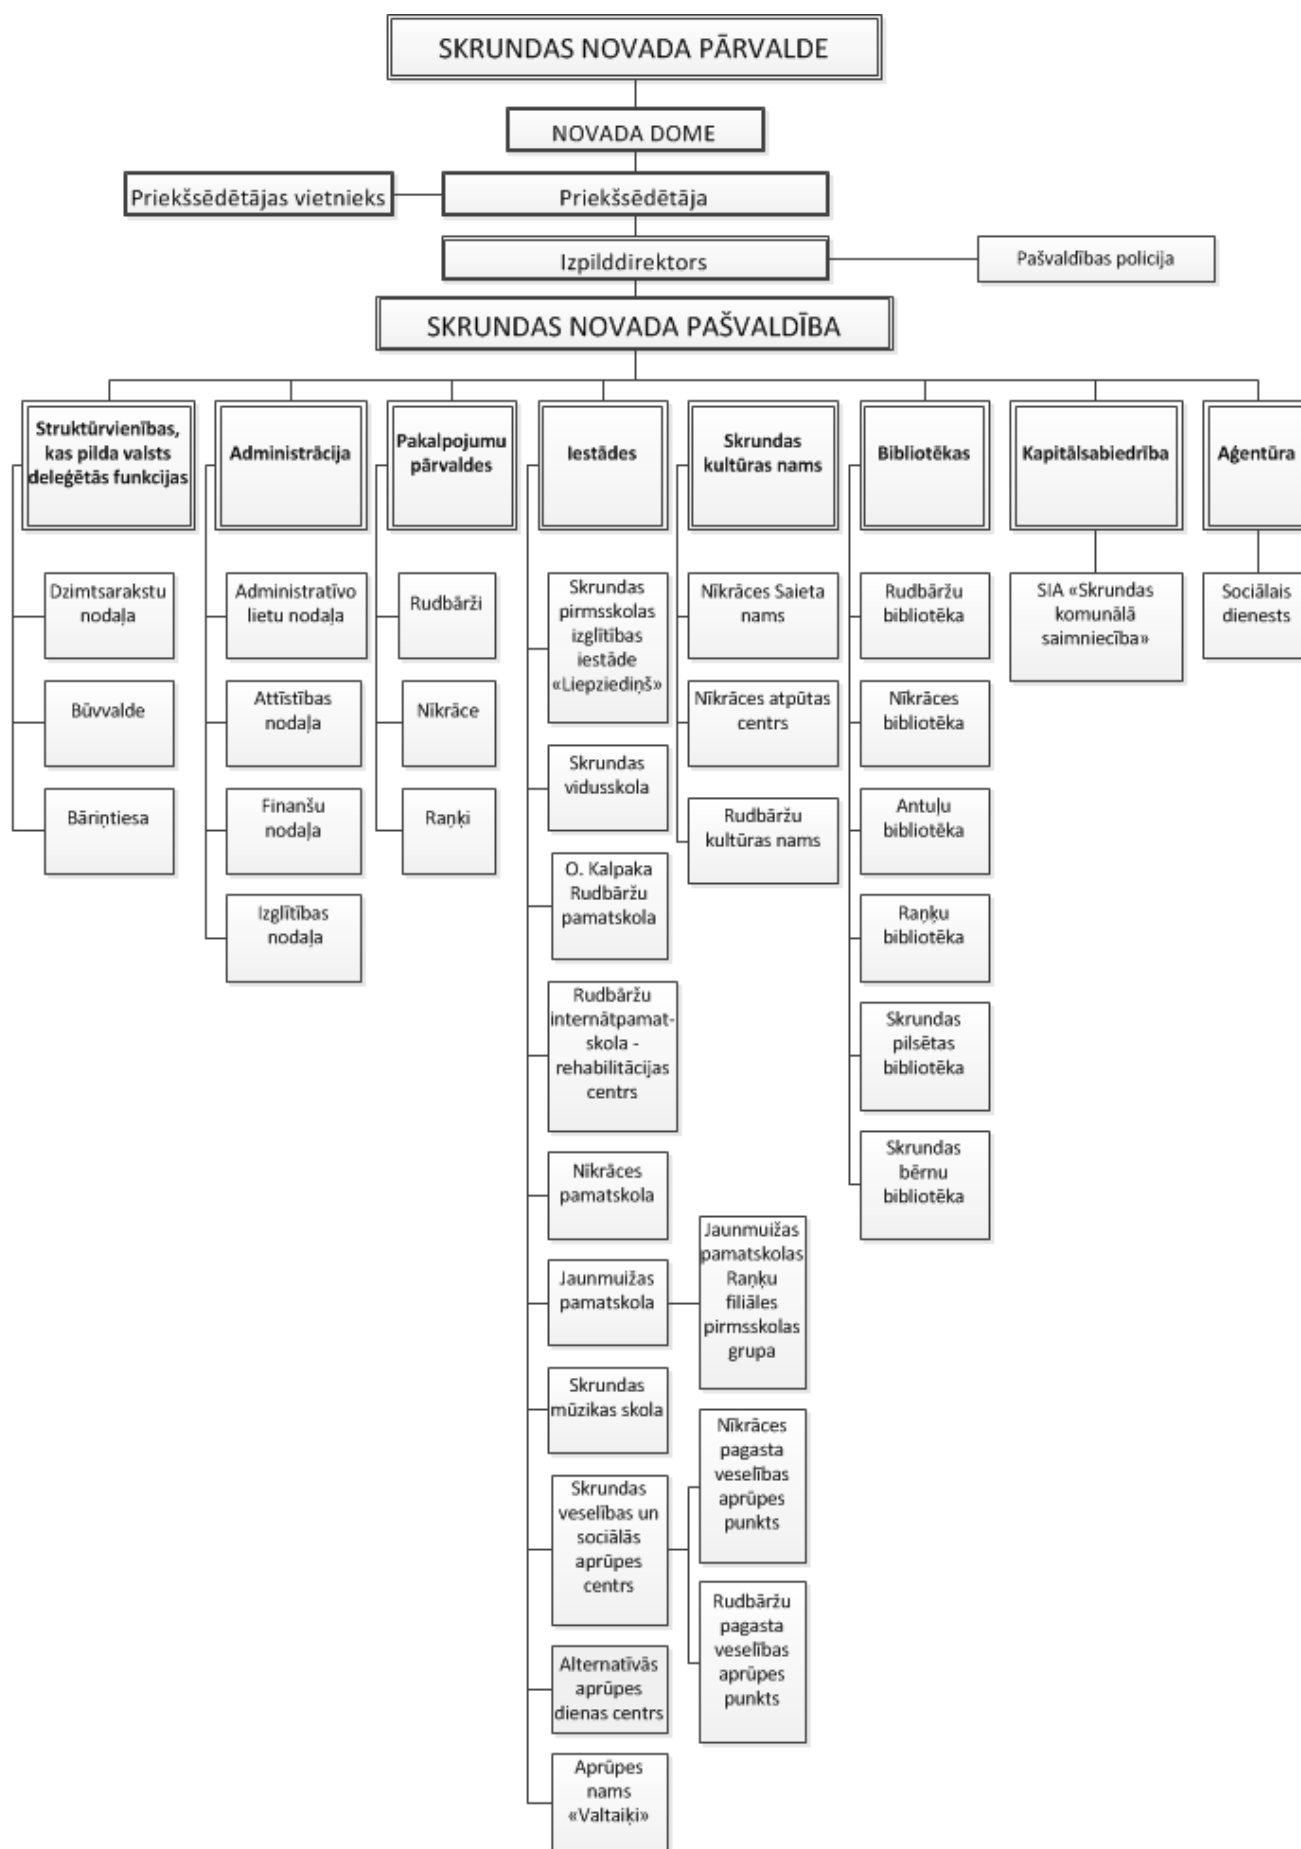 SKRUNDAS NOVADA PĀRVALDE
NOVADA DOME
Priekšsēdētājas vietnieks
Priekšsēdētāja
Izpilddirektors
Pašvaldības policija
SKRUNDAS NOVADA PAŠVALDĪBA
Struktūrvienības,
kas pilda valsts
deleģētās funkcijas
Dzimtsarakstu
nodaļa
Būvvalde
Bāriņtiesa
Administrācija
Administratīvo
lietu nodaļa
Attīstības
nodaļa
Finanšu
nodaļa
Izglītības
nodaļa
Pakalpojumu
pārvaldes
Rudbārži
Nīkrāce
Raņķi
Iestādes
Skrundas
pirmsskolas
izglītības
iestāde
«Liepziediņš»
Skrundas
vidusskola
O. Kalpaka
Rudbāržu
pamatskola
Rudbāržu
internātpamat-
skola -
rehabilitācijas
centrs
Nīkrāces
pamatskola
Jaunmuižas
pamatskola
Jaunmuižas
pamatskolas
Raņķu
filiāles
pirmsskolas
grupa
Skrundas
mūzikas skola
Skrundas
veselības un
sociālās
aprūpes
centrs
Nīkrāces
pagasta
veselības
aprūpes
punkts
Rudbāržu
pagasta
veselības
aprūpes
punkts
Alternatīvās
aprūpes
dienas centrs
Aprūpes
nams
«Valtaiķi»
Skrundas
kultūras nams
Nīkrāces Saieta
nams
Nīkrāces atpūtas
centrs
Rudbāržu
kultūras nams
Bibliotēkas
Rudbāržu
bibliotēka
Nīkrāces
bibliotēka
Antuļu
bibliotēka
Raņķu
bibliotēka
Skrundas
pilsētas
bibliotēka
Skrundas
bērnu
bibliotēka
Kapitālsabiedrība
SIA «Skrundas
komunālā
saimniecība»
Aģentūra
Sociālais
dienests